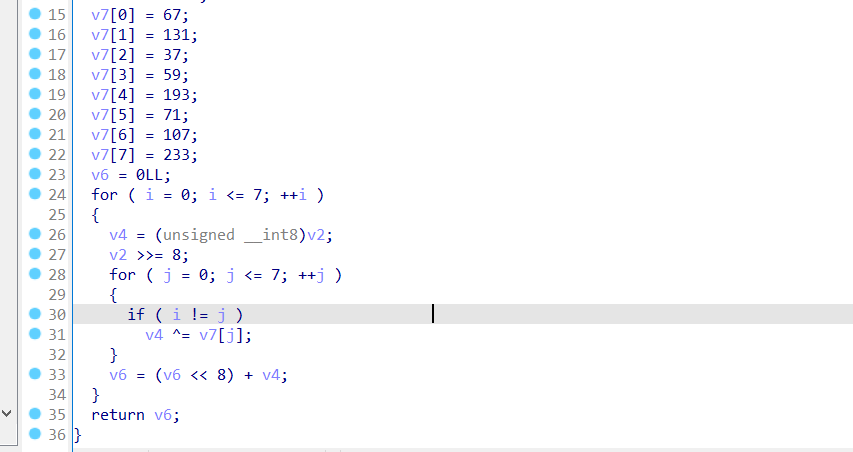 15 v7[0] = 67;
16 v7[1] = 131;
17 v7[2] = 37;
18 v7[3] = 59;
19 v7[4] = 193;
20 v7[5] = 71;
21 v7[6] = 107;
22 v7[7] = 233;
23 v6 = 0LL;
24 for ( i = 0; i <= 7; ++i )
25 {
26 v4 = (unsigned __int8)v2;
27 v2 >>= 8;
28 for ( j = 0; j <= 7; ++j )
29 {
30 if ( i != j )
31 v4 ^= v7[j];
32 }
33 v6 = (v6 << 8) + v4;
34 }
35 return v6;
36 }